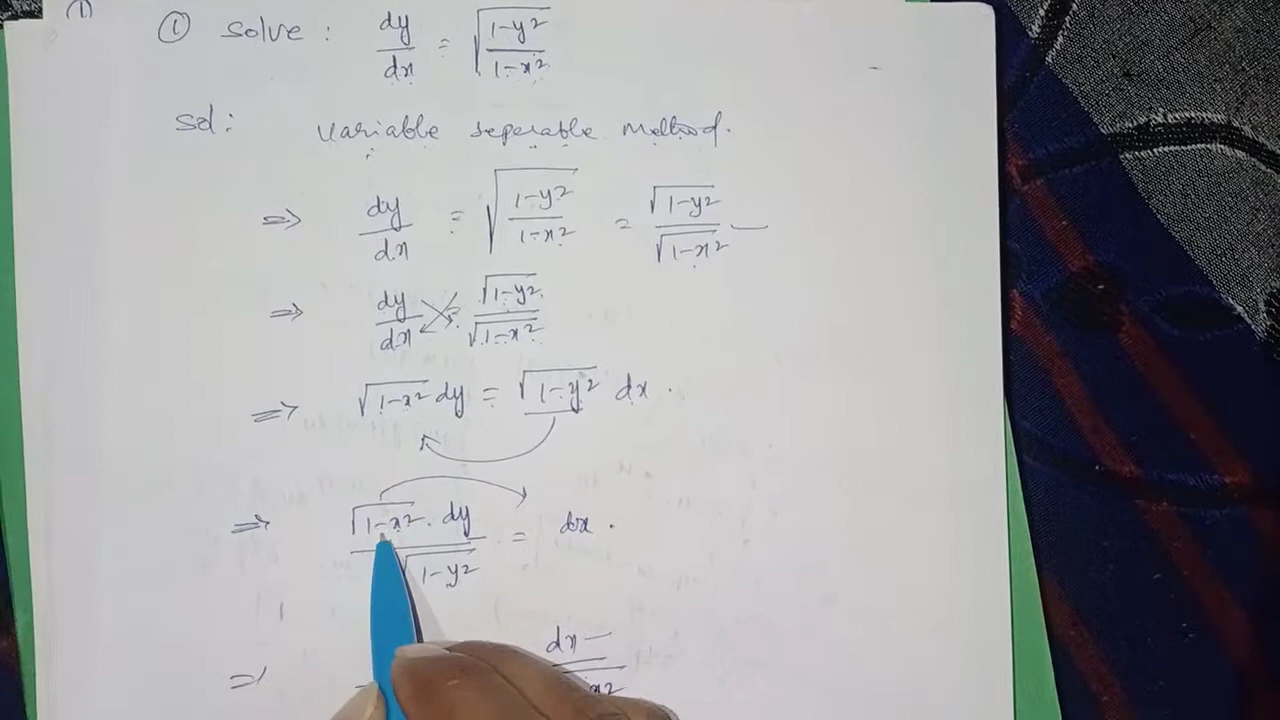 ① Solve : dy/dx = √(1-y²/1-x²)
Sol : Variable seperable method.
⇒ dy/dx = √(1-y²/1-x²) = √1-y²/√1-x²
⇒ dy/dx = √1-y²/√1-x²
⇒ √1-x² dy = √1-y² dx .
⇒ √1-x² . dy/√1-y² = dx .
⇒ dx